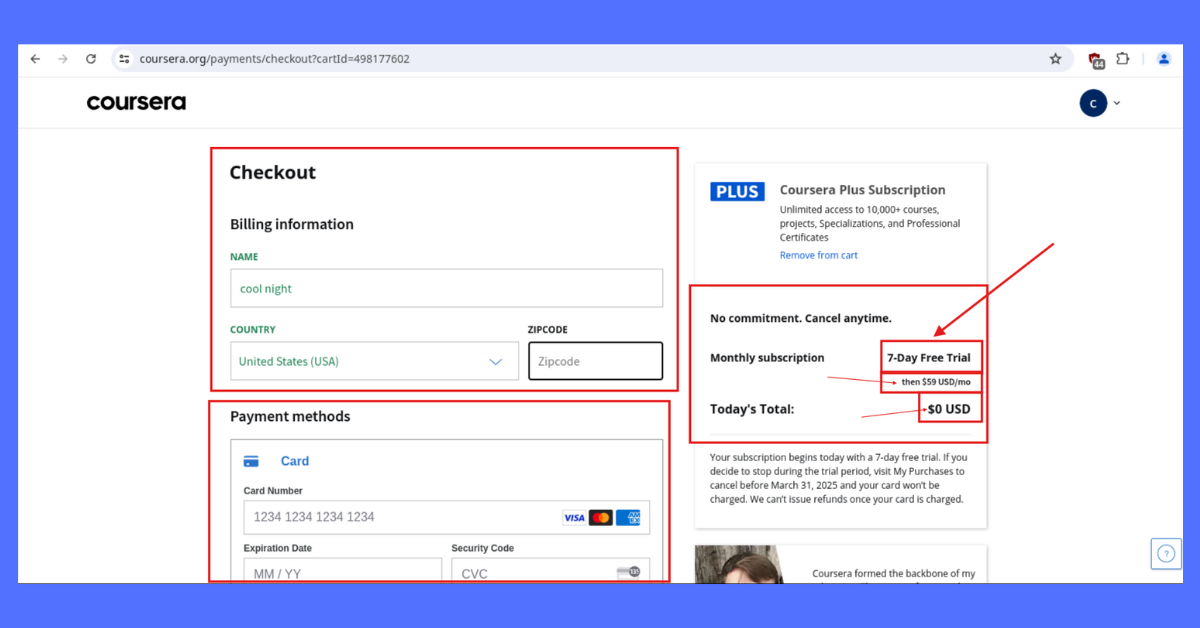 coursera.org/payments/checkout?cartId=498177602
44
coursera
C
Checkout
Billing information
NAME
cool night
COUNTRY
ZIPCODE
United States (USA)
Zipcode
Payment methods
Card
Card Number
1234 1234 1234 1234
VISA
AM
EX
Expiration Date
Security Code
MM / YY
CVC
135
PLUS
Coursera Plus Subscription
Unlimited access to 10,000+ courses,
projects, Specializations, and Professional
Certificates
Remove from cart
No commitment. Cancel anytime.
Monthly subscription
7-Day Free Trial
then $59 USD/mo
Today's Total:
$0 USD
Your subscription begins today with a 7-day free trial. If you
decide to stop during the trial period, visit My Purchases to
cancel before March 31, 2025 and your card won't be
charged. We can't issue refunds once your card is charged.
Coursera formed the backbone of my
?